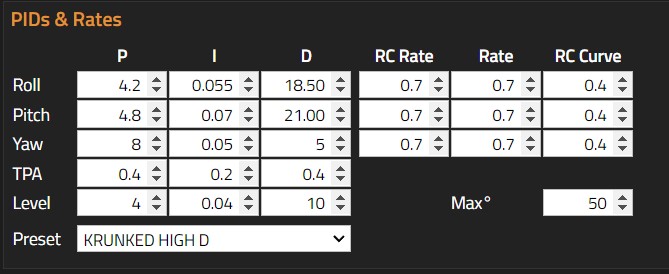 PIDs & Rates
P I D RC Rate Rate RC Curve
Roll 4.2 0.055 18.50 0.7 0.7 0.4
Pitch 4.8 0.07 21.00 0.7 0.7 0.4
Yaw 8 0.05 5 0.7 0.7 0.4
TPA 0.4 0.2 0.4
Level 4 0.04 10 Max° 50
Preset KRUNKED HIGH D